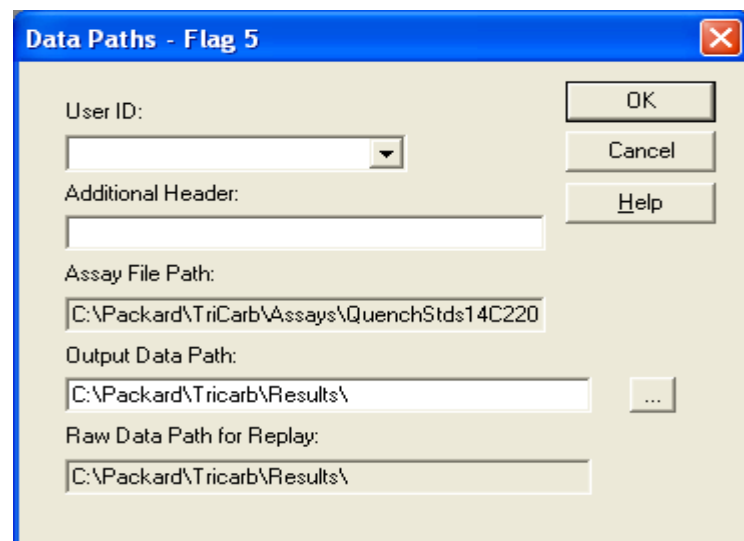 Data Paths - Flag 5
User ID:
OK
Cancel
Additional Header:
Help
Assay File Path:
C:\Packard\TriCarb\Assays\QuenchStds14C220
Output Data Path:
C:\Packard\Tricarb\Results\
...
Raw Data Path for Replay:
C:\Packard\Tricarb\Results\